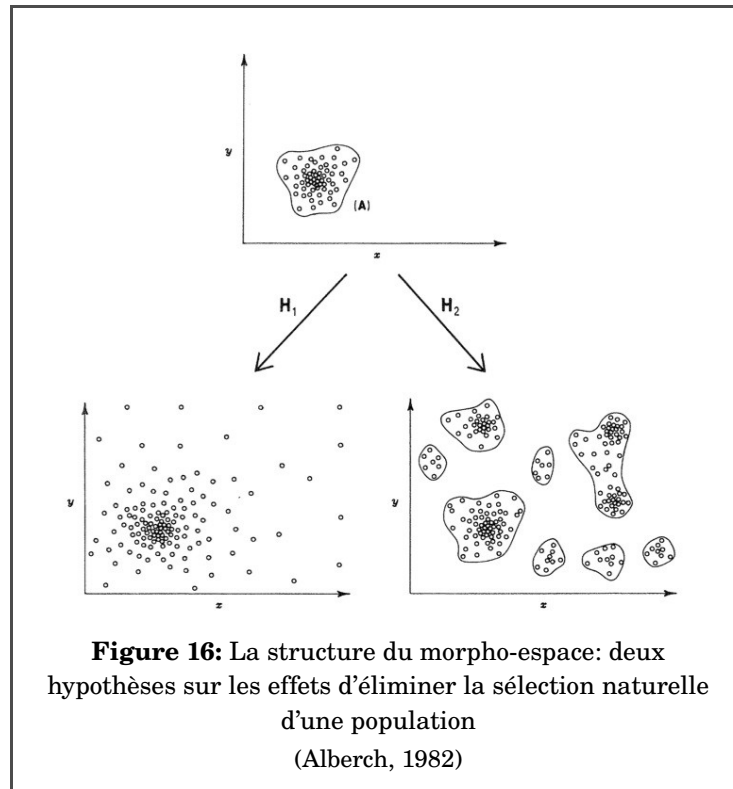 y
(A)
x
H₁
H₂
y
x
y
x
Figure 16: La structure du morpho-espace: deux
hypothèses sur les effets d’éliminer la sélection naturelle
d’une population
(Alberch, 1982)